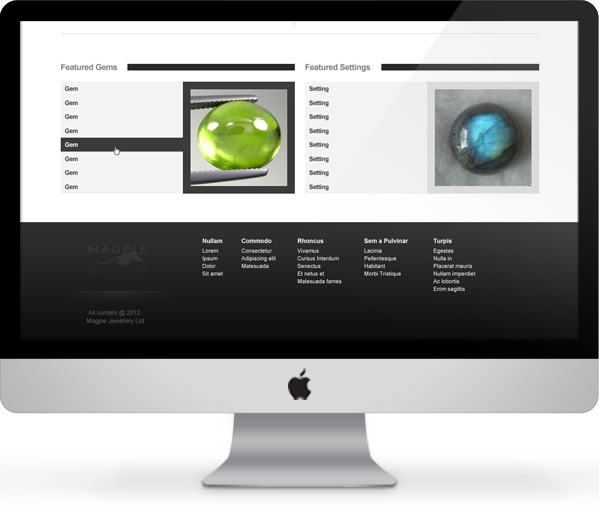 Featured Gems
Gem
Gem
Gem
Gem
Gem
Gem
Gem
Gem
Featured Settings
Setting
Setting
Setting
Setting
Setting
Setting
Setting
Setting
MAGPIE
JEWELLERY
All content @ 2012
Magpie Jewellery Ltd
Nullam
Lorem
Ipsum
Dolor
Sit amet
Commodo
Consectetur
Adipiscing elit
Malesuada
Rhoncus
Vivamus
Cursus Interdum
Senectus
Et netus et
Malesuada fames
Sem a Pulvinar
Lacinia
Pellentesque
Habitant
Morbi Tristique
Turpis
Egestas
Nulla in
Placerat mauris
Nullam imperdiet
Ac lobortis
Enim sagittis